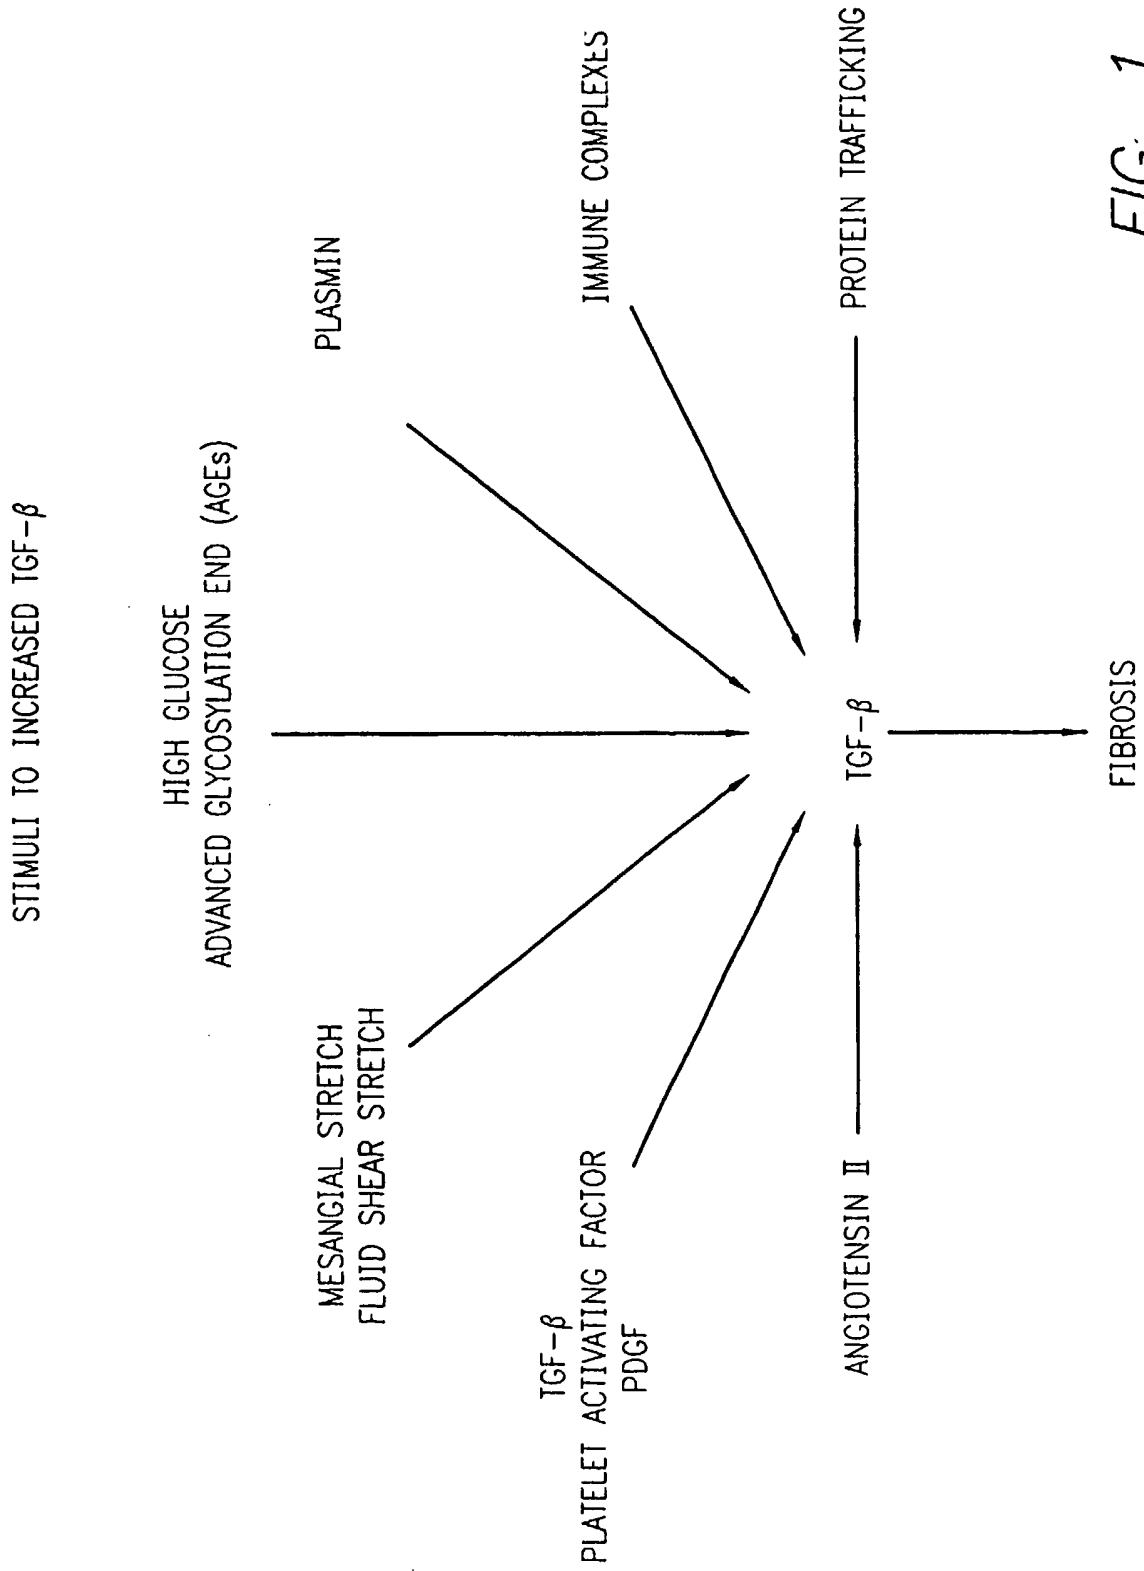 STIMULI TO INCREASED TGF-β
HIGH GLUCOSE
ADVANCED GLYCOSYLATION END (AGEs)
MESANGIAL STRETCH
FLUID SHEAR STRETCH
PLASMIN
TGF-β
PLATELET ACTIVATING FACTOR
PDGF
IMMUNE COMPLEXES
ANGIOTENSIN II
TGF-β
PROTEIN TRAFFICKING
FIBROSIS
FIG. 1